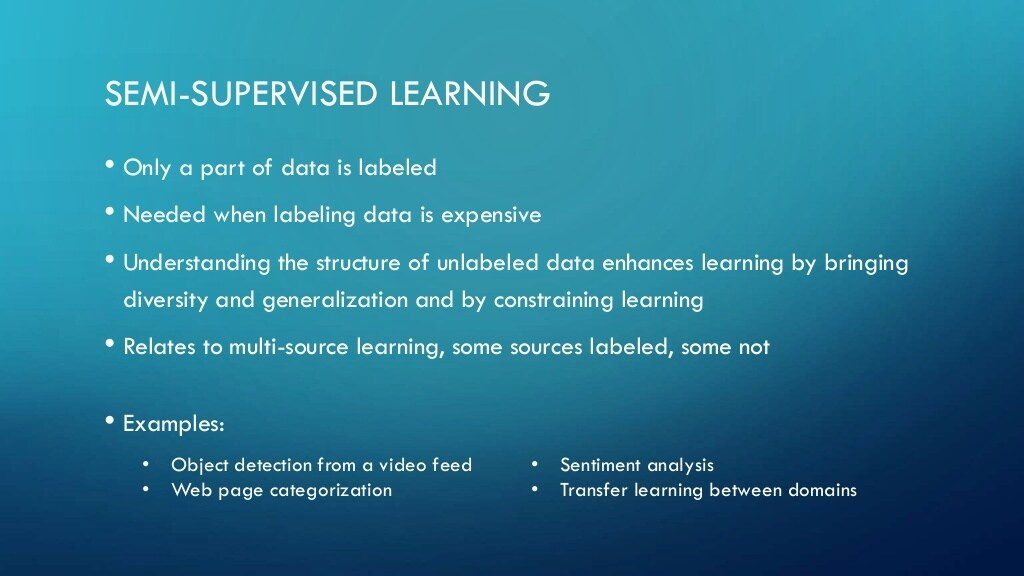 SEMI-SUPERVISED LEARNING
• Only a part of data is labeled
• Needed when labeling data is expensive
• Understanding the structure of unlabeled data enhances learning by bringing
diversity and generalization and by constraining learning
• Relates to multi-source learning, some sources labeled, some not
• Examples:
• Object detection from a video feed
• Web page categorization
• Sentiment analysis
• Transfer learning between domains